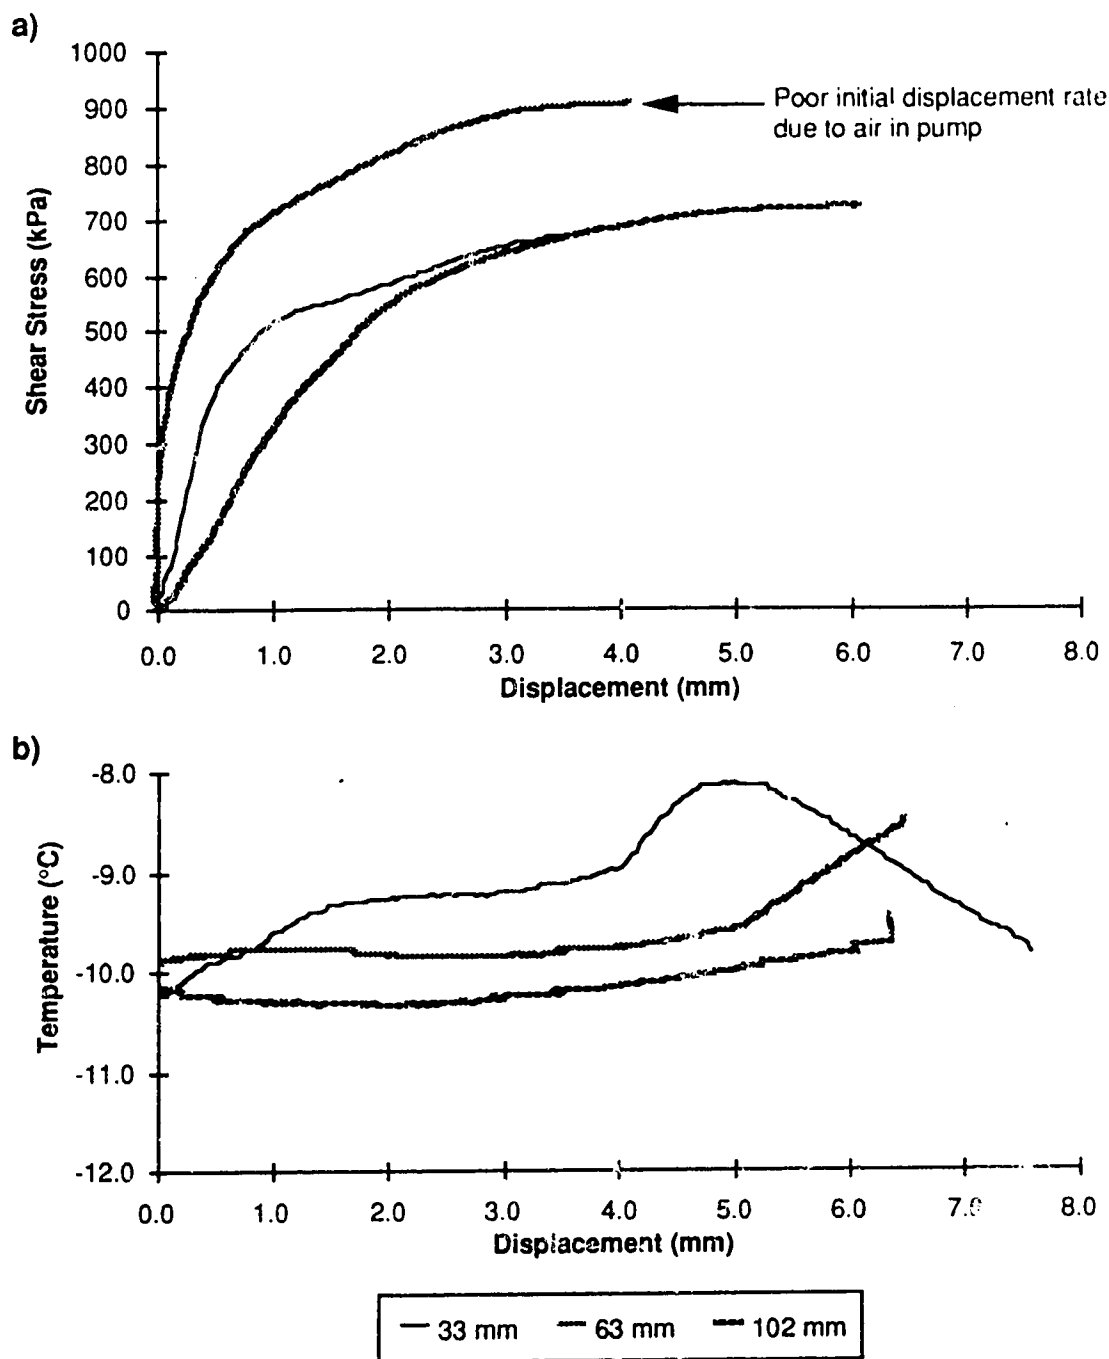 a)
1000
900
800
700
600
500
400
300
200
100
0
Shear Stress (kPa)
Poor initial displacement rate
due to air in pump
0.0 1.0 2.0 3.0 4.0 5.0 6.0 7.0 8.0
Displacement (mm)
b)
-8.0
-9.0
-10.0
-11.0
-12.0
Temperature (°C)
0.0 1.0 2.0 3.0 4.0 5.0 6.0 7.0 8.0
Displacement (mm)
33 mm 63 mm 102 mm